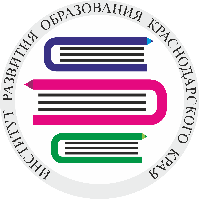 ИНСТИТУТ РАЗВИТИЯ ОБРАЗОВАНИЯ КРАСНОДАРСКОГО КРАЯ